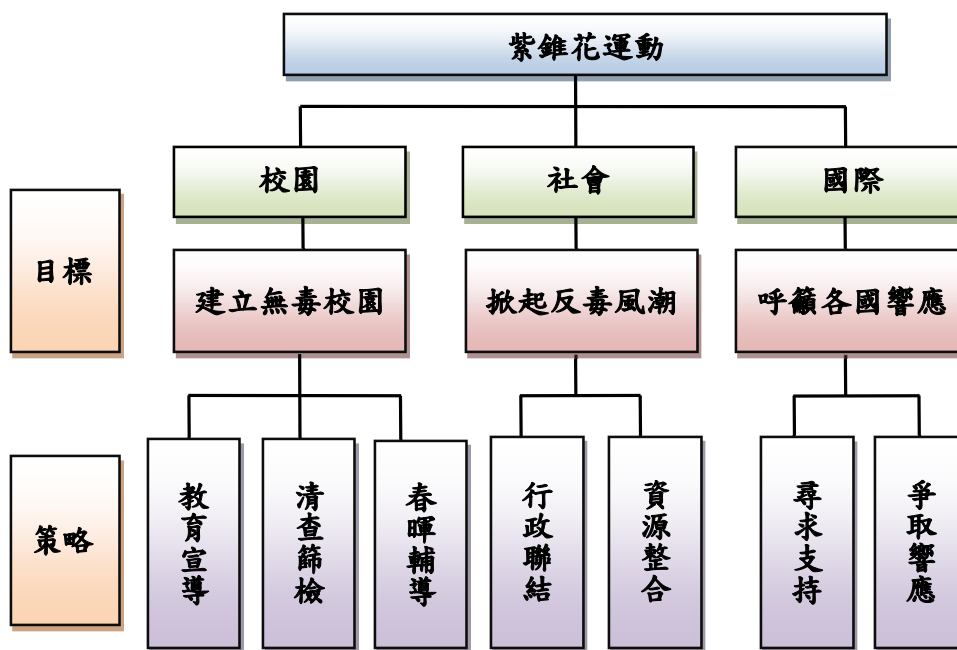 紫錐花運動
校園
社會
國際
目標
建立無毒校園
掀起反毒風潮
呼籲各國響應
策略
教育宣導
清查篩檢
春暉輔導
行政聯結
資源整合
尋求支持
爭取響應